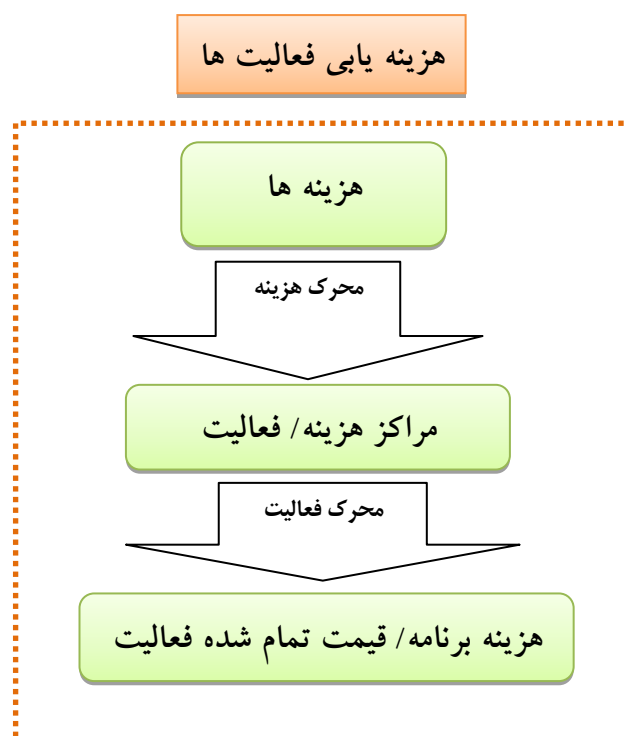 هزینه یابی فعالیت ها
هزینه ها
محرک هزینه
مراکز هزینه/ فعالیت
محرک فعالیت
هزینه برنامه/ قیمت تمام شده فعالیت